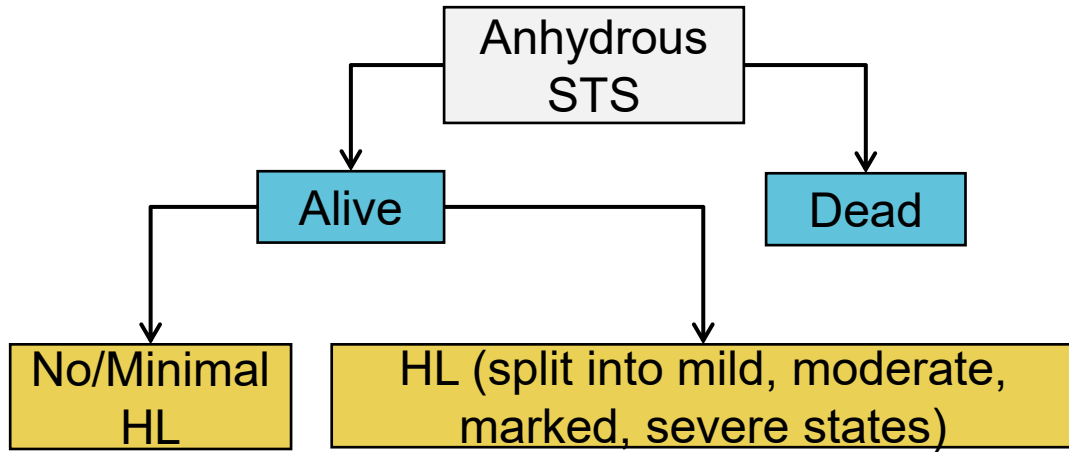 Anhydrous
STS
Alive
Dead
No/Minimal
HL
HL (split into mild, moderate,
marked, severe states)